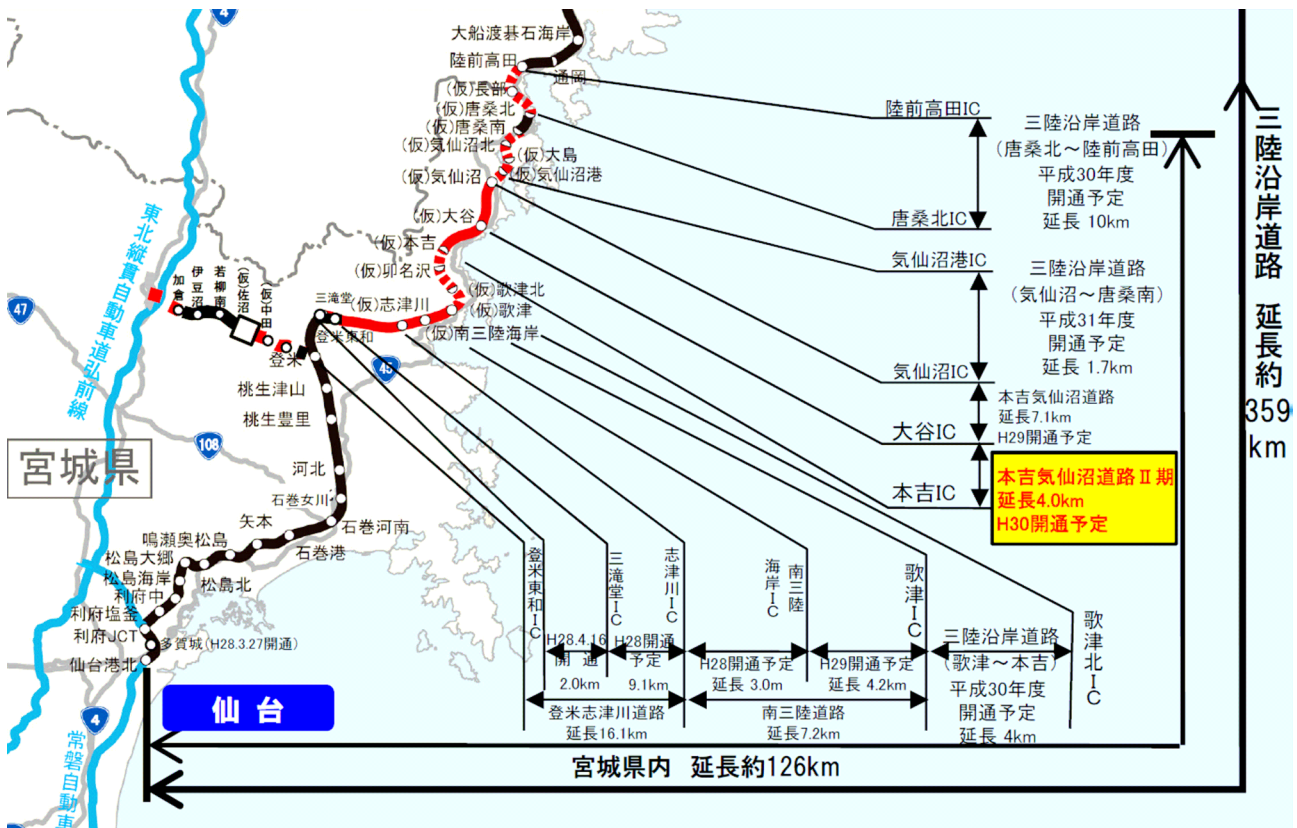 4
大船渡碁石海岸
陸前高田
通岡
(仮)長部
(仮)唐桑北
(仮)唐桑南
(仮)気仙沼北
(仮)大島
(仮)気仙沼港
(仮)気仙沼
(仮)大谷
(仮)本吉
(仮)卯名沢
(仮)歌津北
(仮)歌津
(仮)南三陸海岸
(仮)志津川
三滝堂
登米東和
(仮)中田
(仮)佐沼
若柳南
伊豆沼
加倉
登米
桃生津山
桃生豊里
河北
石巻女川
石巻河南
石巻港
矢本
鳴瀬奥松島
松島大郷
松島北
松島海岸
利府中
利府塩釜
利府JCT
多賀城(H28.3.27開通)
仙台港北
東北縦貫自動車道弘前線
47
45
108
宮城県
仙台
4
常磐自動車
陸前高田IC
三陸沿岸道路
(唐桑北～陸前高田)
平成30年度
開通予定
延長 10km
唐桑北IC
気仙沼港IC
三陸沿岸道路
(気仙沼～唐桑南)
平成31年度
開通予定
延長 1.7km
気仙沼IC
本吉気仙沼道路
延長7.1km
H29開通予定
大谷IC
本吉IC
本吉気仙沼道路Ⅱ期
延長4.0km
H30開通予定
三陸沿岸道路 延長約
359
km
登米東和IC
三滝堂IC
志津川IC
南三陸
海岸IC
歌津IC
歌津北IC
H28.4.16
開 通
2.0km
H28開通
予定
9.1km
H28開通予定
延長 3.0m
H29開通予定
延長 4.2km
三陸沿岸道路
(歌津～本吉)
平成30年度
開通予定
延長 4km
登米志津川道路
延長16.1km
南三陸道路
延長7.2km
宮城県内 延長約126km